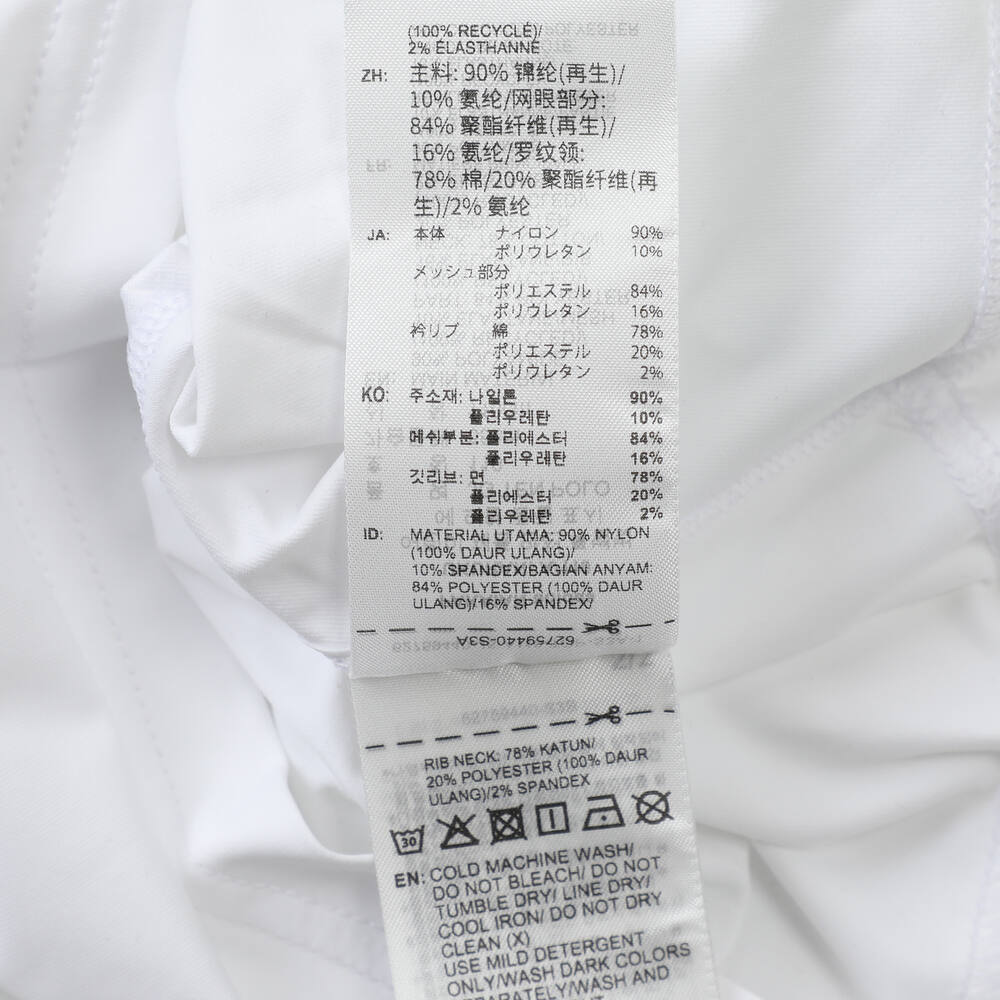 (100% RECYCLÉ)/
2% ÉLASTHANNE
ZH: 主料: 90% 锦纶(再生)/
10% 氨纶/网眼部分:
84% 聚酯纤维(再生)/
16% 氨纶/罗纹领:
78% 棉/20% 聚酯纤维(再
生)/2% 氨纶
JA: 本体 ナイロン 90%
ポリウレタン 10%
メッシュ部分
ポリエステル 84%
ポリウレタン 16%
衿リブ 綿 78%
ポリエステル 20%
ポリウレタン 2%
KO: 주소재: 나일론 90%
폴리우레탄 10%
메쉬부분: 폴리에스터 84%
폴리우레탄 16%
깃리브: 면 78%
폴리에스터 20%
폴리우레탄 2%
ID: MATERIAL UTAMA: 90% NYLON
(100% DAUR ULANG)/
10% SPANDEX/BAGIAN ANYAM:
84% POLYESTER (100% DAUR
ULANG)/16% SPANDEX/
62759440-S3A
RIB NECK: 78% KATUN/
20% POLYESTER (100% DAUR
ULANG)/2% SPANDEX
30
EN: COLD MACHINE WASH/
DO NOT BLEACH/ DO NOT
TUMBLE DRY/ LINE DRY/
COOL IRON/ DO NOT DRY
CLEAN (X)
USE MILD DETERGENT
ONLY/WASH DARK COLORS
SEPARATELY/WASH AND